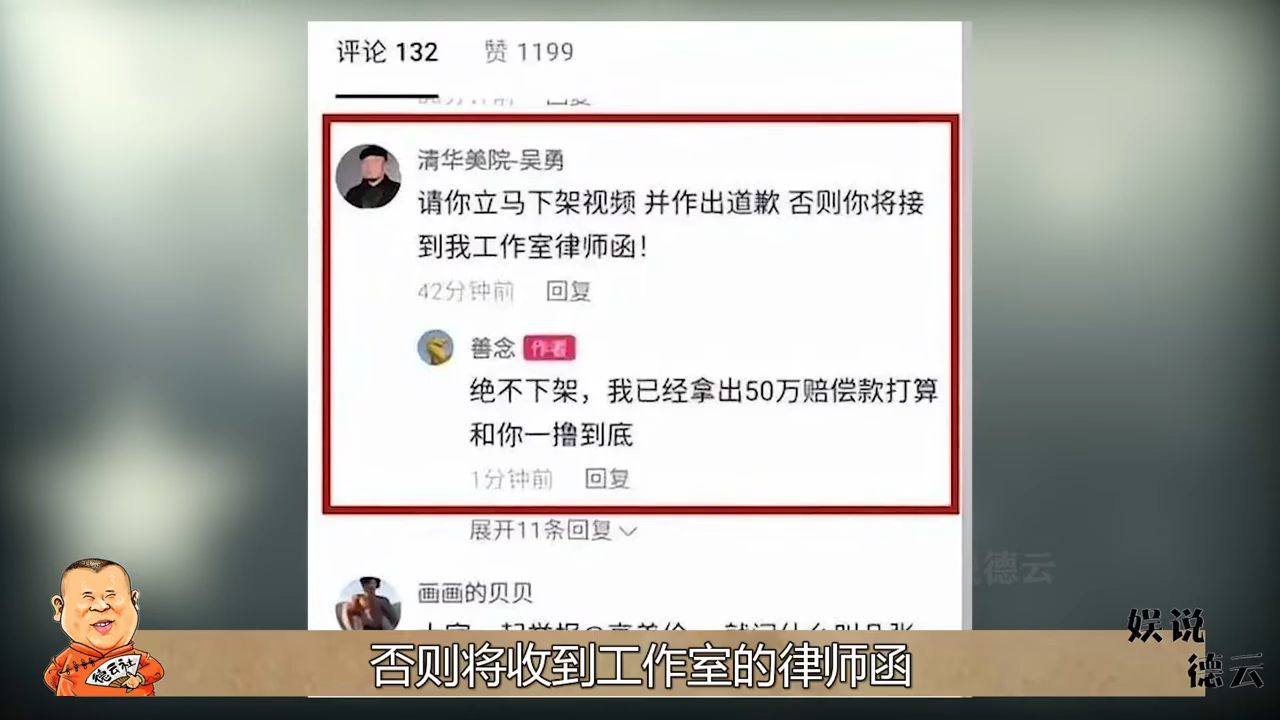 评论 132 赞 1199
清华美院-吴勇
请你立马下架视频 并作出道歉 否则你将接
到我工作室律师函!
42分钟前 回复
善念 作者
绝不下架，我已经拿出50万赔偿款打算
和你一撸到底
1分钟前 回复
展开11条回复
德云
画画的贝贝
否则将收到工作室的律师函
德云社
娱说
德云